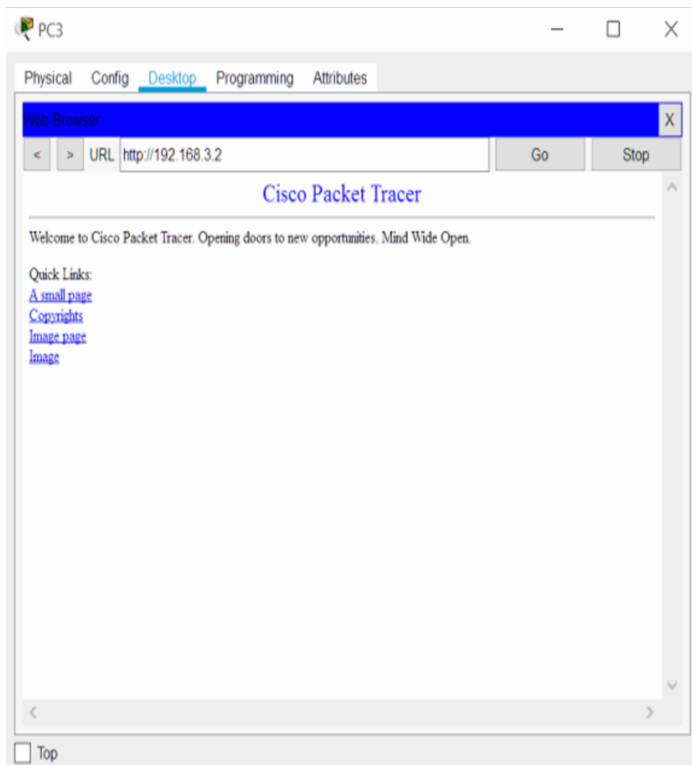 PC3
Physical Config Desktop Programming Attributes
Web Browser
X
< > URL http://192.168.3.2 Go Stop
Cisco Packet Tracer
Welcome to Cisco Packet Tracer. Opening doors to new opportunities. Mind Wide Open.
Quick Links:
A small page
Copyrights
Image page
Image
Top